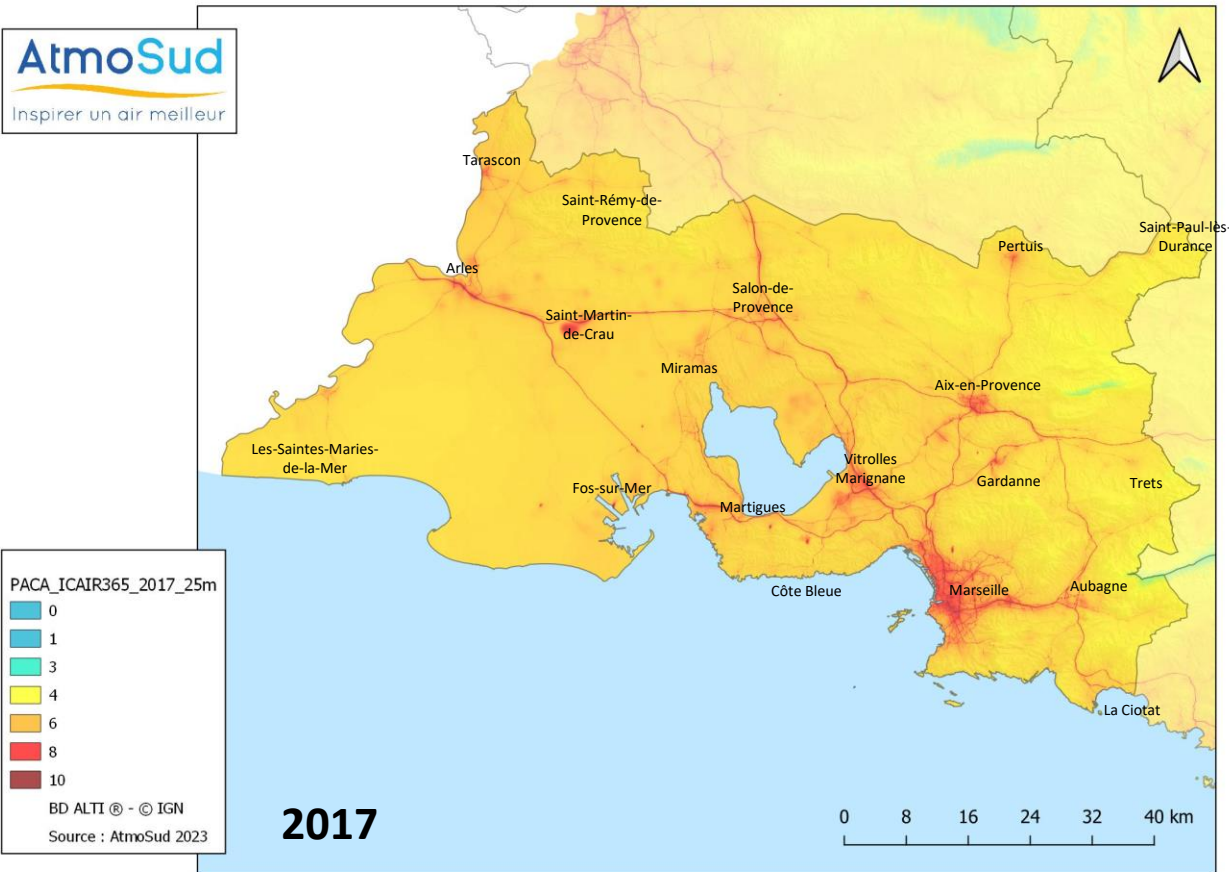 AtmoSud
Inspirer un air meilleur
Tarascon
Saint-Rémy-de-
Provence
Saint-Paul-lès-
Durance
Pertuis
Arles
Salon-de-
Provence
Saint-Martin-
de-Crau
Miramas
Aix-en-Provence
Les-Saintes-Maries-
de-la-Mer
Vitrolles
Marignane
Gardanne
Trets
Fos-sur-Mer
Martigues
Côte Bleue
Marseille
Aubagne
La Ciotat
PACA_ICAIR365_2017_25m
0
1
3
4
6
8
10
BD ALTI ® - © IGN
Source : AtmoSud 2023
2017
0 8 16 24 32 40 km